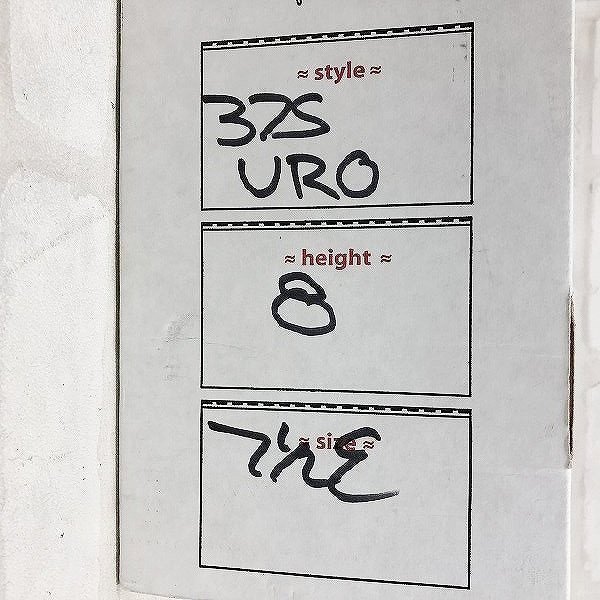 ≈ style ≈
375
URO
≈ height ≈
8
≈ size ≈
7½E